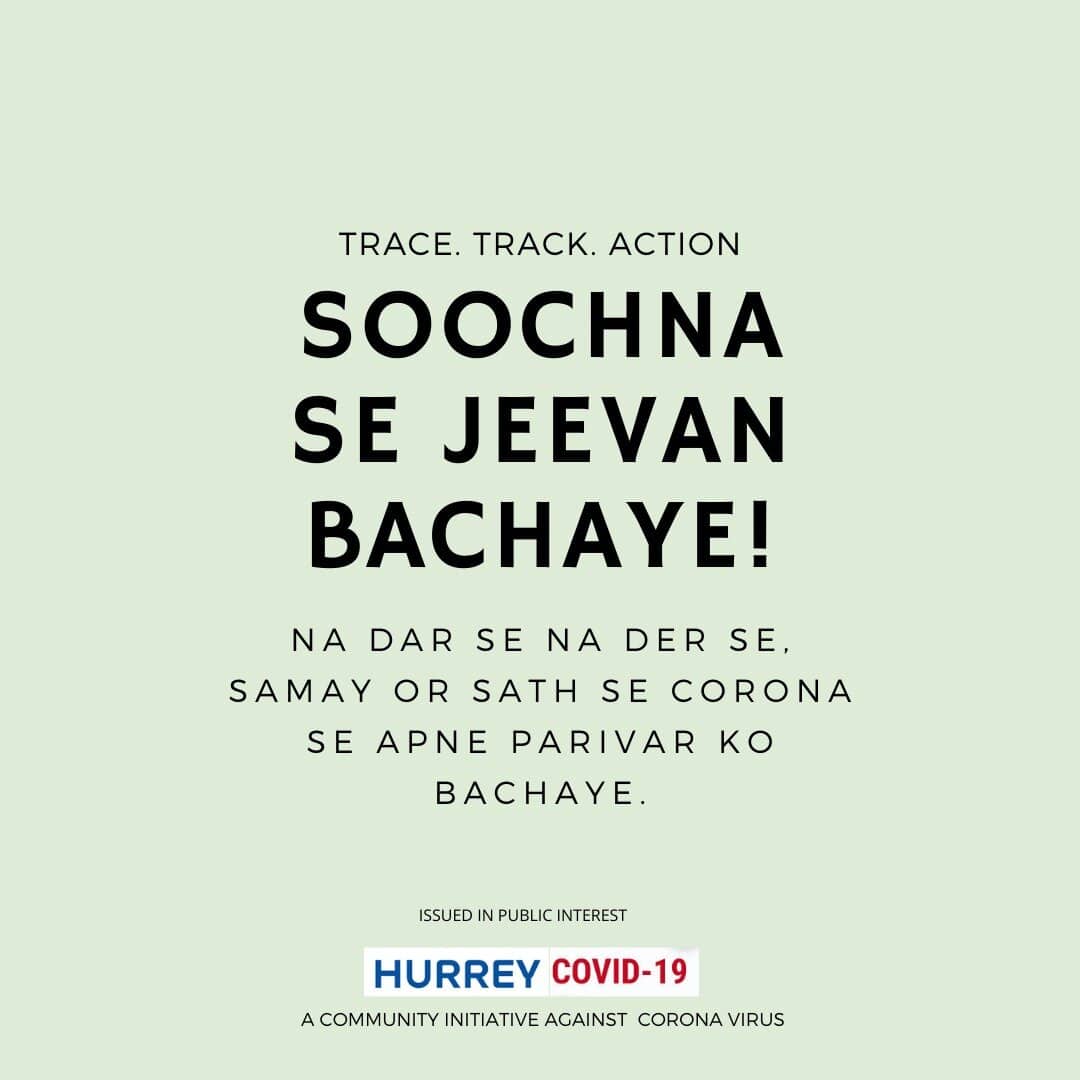 TRACE. TRACK. ACTION
SOOCHNA
SE JEEVAN
BACHAYE!
NA DAR SE NA DER SE,
SAMAY OR SATH SE CORONA
SE APNE PARIVAR KO
BACHAYE.
ISSUED IN PUBLIC INTEREST
HURREY COVID-19
A COMMUNITY INITIATIVE AGAINST CORONA VIRUS